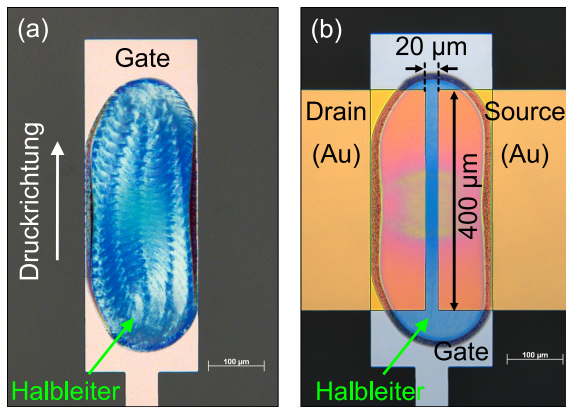 (a)
Gate
Druckrichtung
Halbleiter
100 µm
(b)
20 µm
Drain
(Au)
Source
(Au)
400 µm
Gate
Halbleiter
100 µm